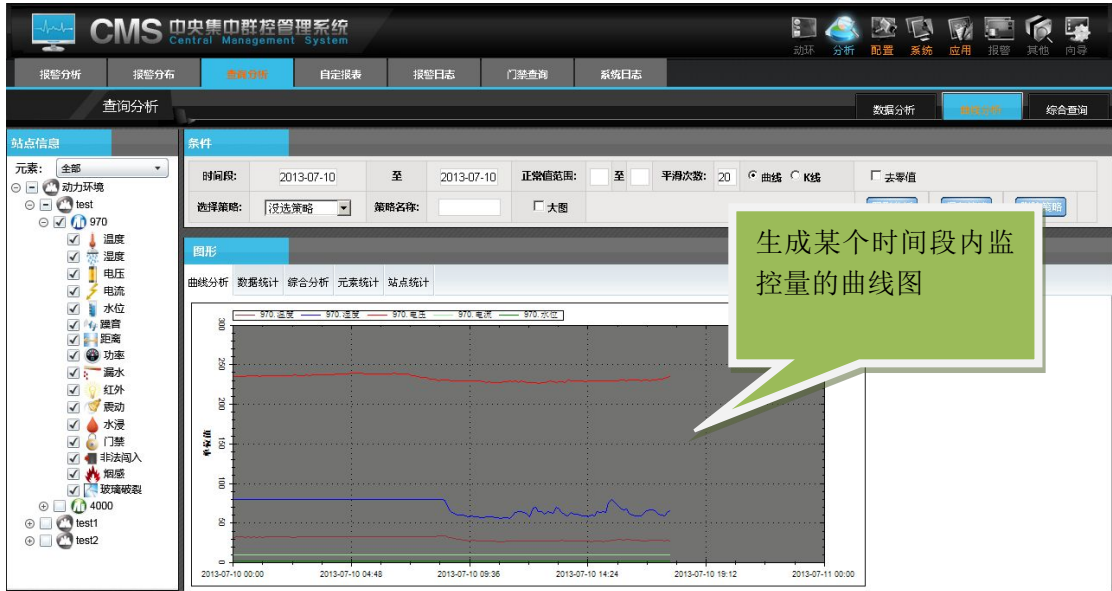 CMS 中央集中群控管理系统
Central Management System
动环 分析 配置 系统 应用 报警 其他 向导
报警分析 报警分布 查询分析 自定报表 报警日志 门禁查询 系统日志
查询分析
数据分析 曲线分析 综合查询
站点信息
元素: 全部
动力环境
test
970
温度
湿度
电压
电流
水位
躁音
距离
功率
漏水
红外
震动
水浸
门禁
非法闯入
烟感
玻璃破裂
4000
test1
test2
条件
时间段: 2013-07-10 至 2013-07-10 正常值范围: 至 平滑次数: 20 曲线 K线 去零值
选择策略: 没选策略 策略名称: 大图
策略
图形
曲线分析 数据统计 综合分析 元素统计 站点统计
970.温度 970.湿度 970.电压 970.电流 970.水位
300
250
200
150
100
50
0
单数值
2013-07-10 00:00 2013-07-10 04:48 2013-07-10 09:36 2013-07-10 14:24 2013-07-10 19:12 2013-07-11 00:00
生成某个时间段内监
控量的曲线图